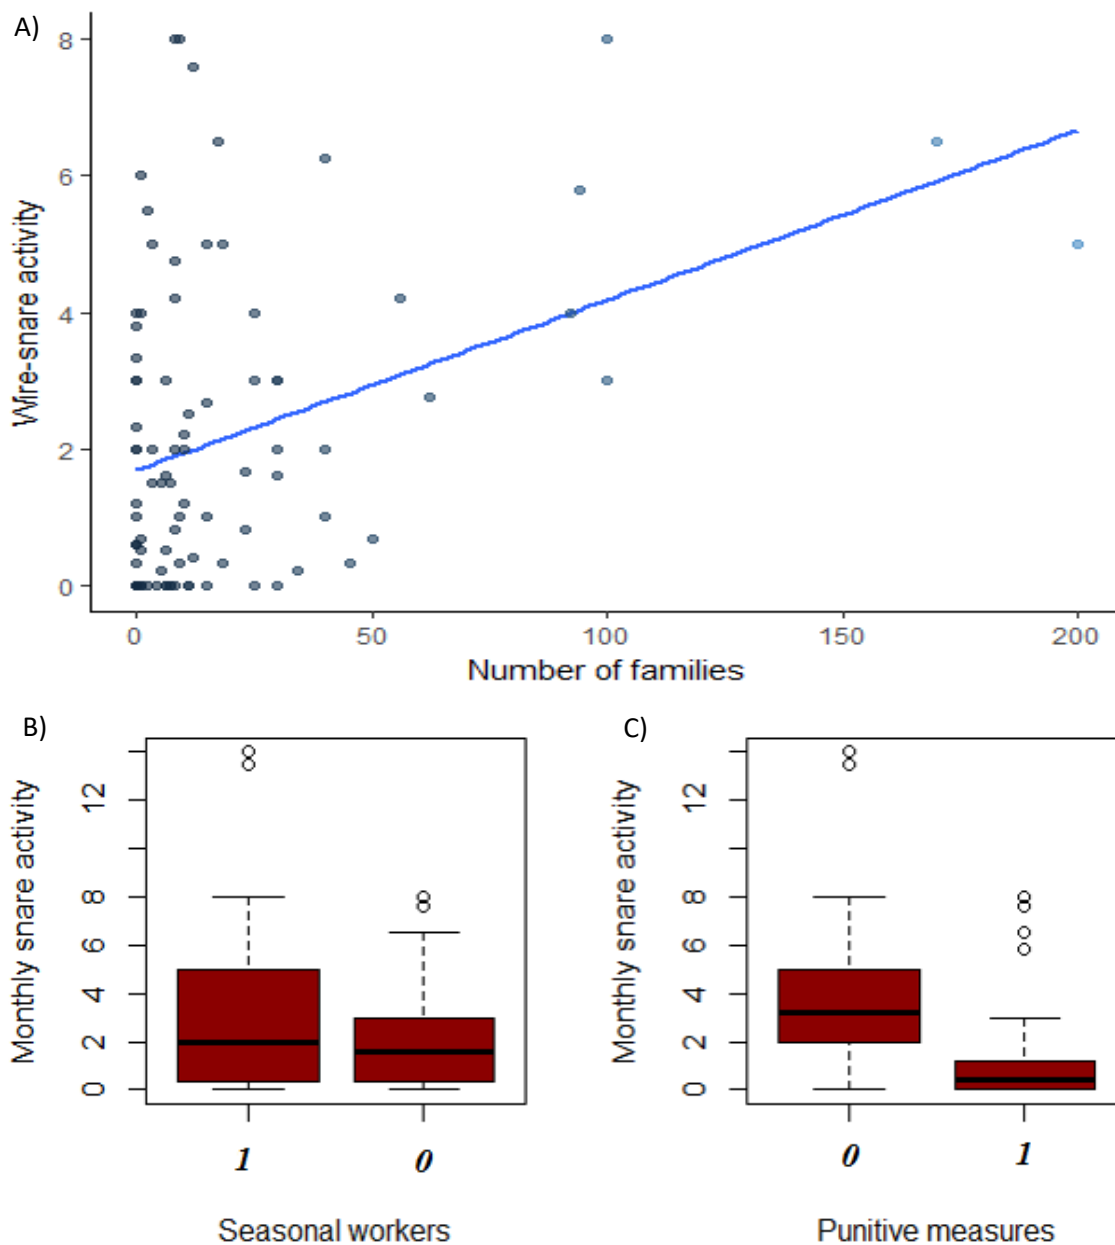 A)
Wire-snare activity
8
6
4
2
0
0 50 100 150 200
Number of families
B)
Monthly snare activity
12
8
6
4
2
0
1 0
Seasonal workers
C)
Monthly snare activity
12
8
6
4
2
0
0 1
Punitive measures